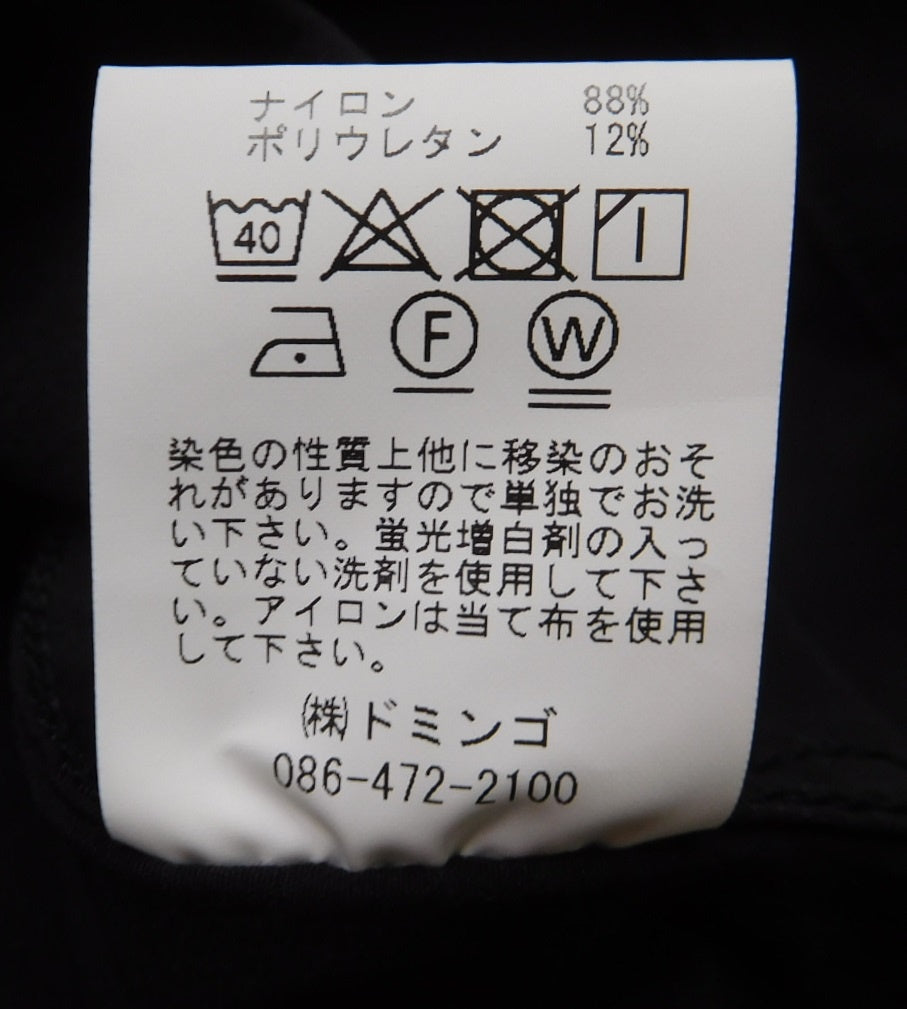 ナイロン 88%
ポリウレタン 12%
40
F W
染色の性質上他に移染のおそ
れがありますので単独でお洗
い下さい。蛍光増白剤の入っ
ていない洗剤を使用して下さ
い。アイロンは当て布を使用
して下さい。
㈱ドミンゴ
086-472-2100